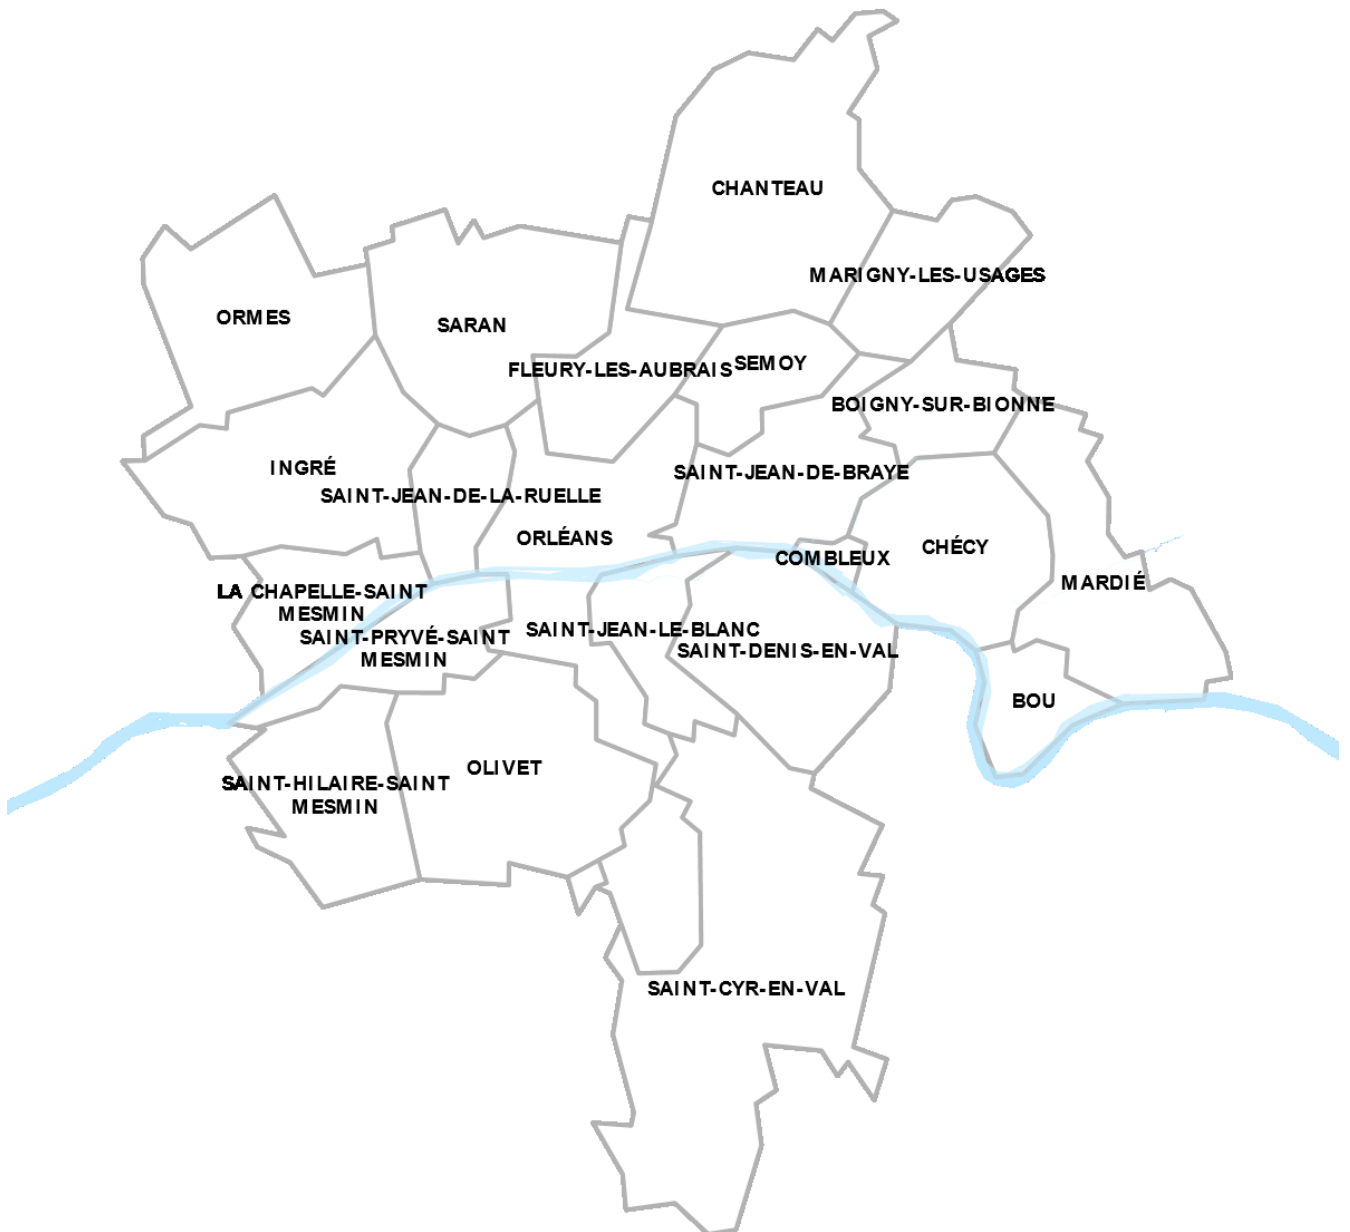 CHANTEAU
MARIGNY-LES-USAGES
ORMES
SARAN
FLEURY-LES-AUBRAIS
SEMOY
BOIGNY-SUR-BIONNE
INGRÉ
SAINT-JEAN-DE-BRAYE
SAINT-JEAN-DE-LA-RUELLE
ORLÉANS
CHÉCY
COMBLEUX
MARDIÉ
LA CHAPELLE-SAINT
MESMIN
SAINT-PRYVÉ-SAINT
MESMIN
SAINT-JEAN-LE-BLANC
SAINT-DENIS-EN-VAL
BOU
OLIVET
SAINT-HILAIRE-SAINT
MESMIN
SAINT-CYR-EN-VAL